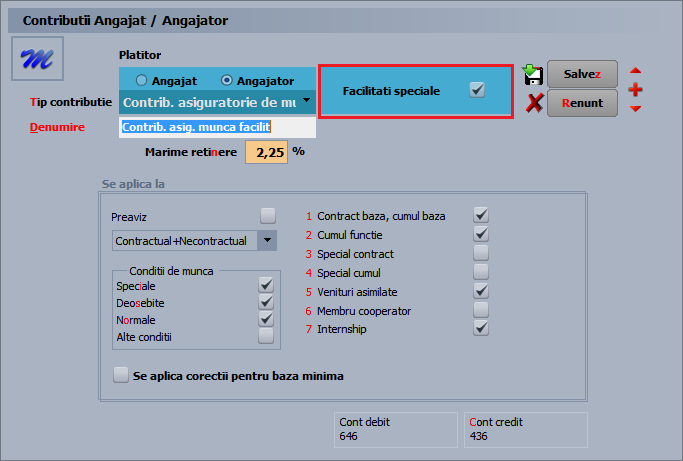 Contributii Angajat / Angajator
M
Platitor
Angajat Angajator
Facilitati speciale
Salvez
Tip contributie Contrib. asiguratorie de mu
Renunt
Denumire Contrib. asig. munca facilit
Marime retinere 2,25 %
Se aplica la
Preaviz
Contractual+Necontractual
Conditii de munca
Speciale
Deosebite
Normale
Alte conditii
1 Contract baza, cumul baza
2 Cumul functie
3 Special contract
4 Special cumul
5 Venituri asimilate
6 Membru cooperator
7 Internship
Se aplica corectii pentru baza minima
Cont debit
646
Cont credit
436